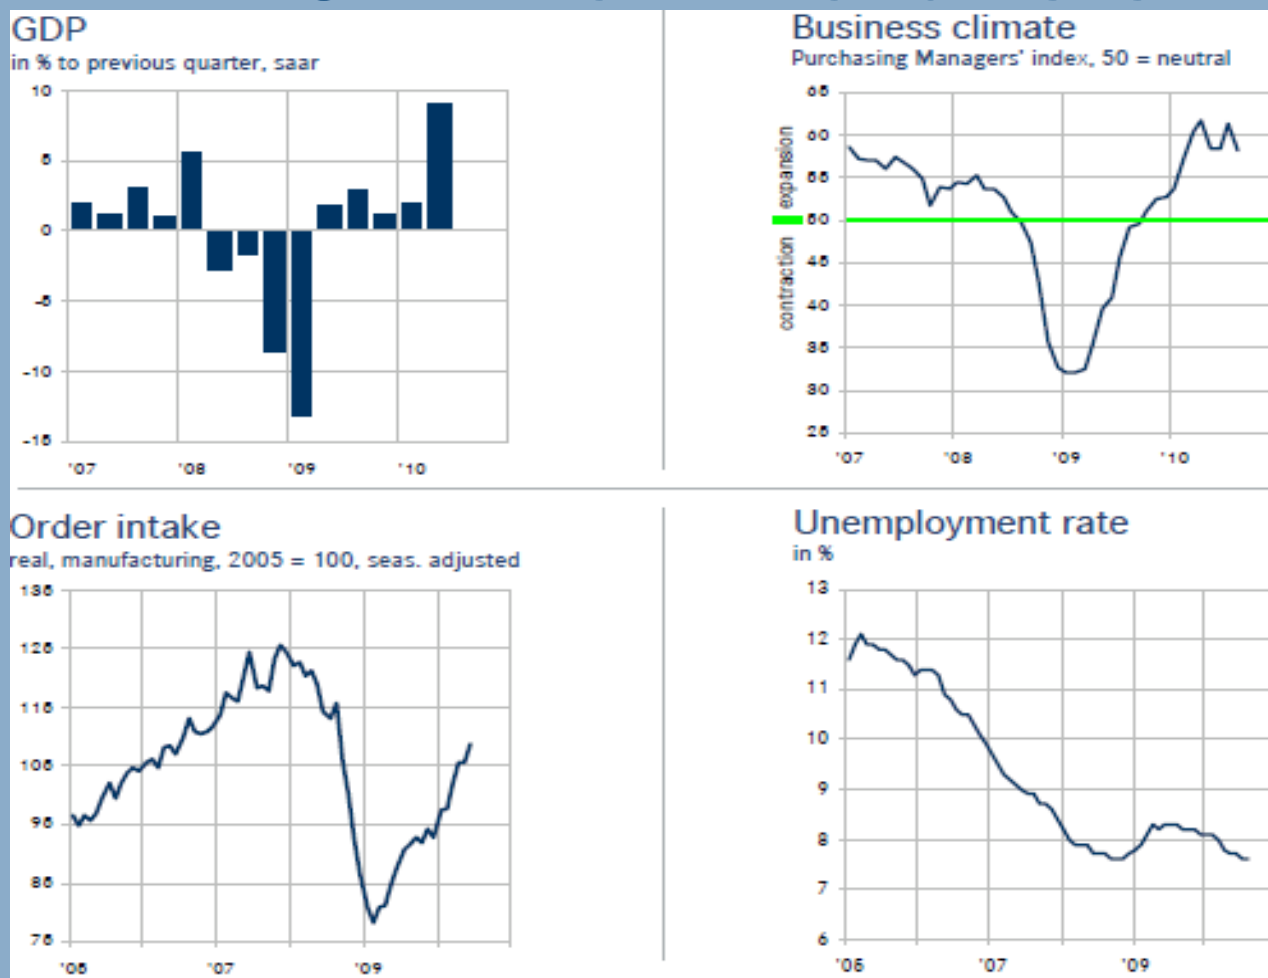 GDP
in % to previous quarter, saar
10
5
0
-5
-10
-15
'07 '08 '09 '10
Business climate
Purchasing Managers' index, 50 = neutral
expansion
contraction
65
60
55
50
45
40
35
30
25
'07 '08 '09 '10
Order intake
real, manufacturing, 2005 = 100, seas. adjusted
135
125
115
105
95
85
75
'05 '07 '09
Unemployment rate
in %
13
12
11
10
9
8
7
6
'05 '07 '09